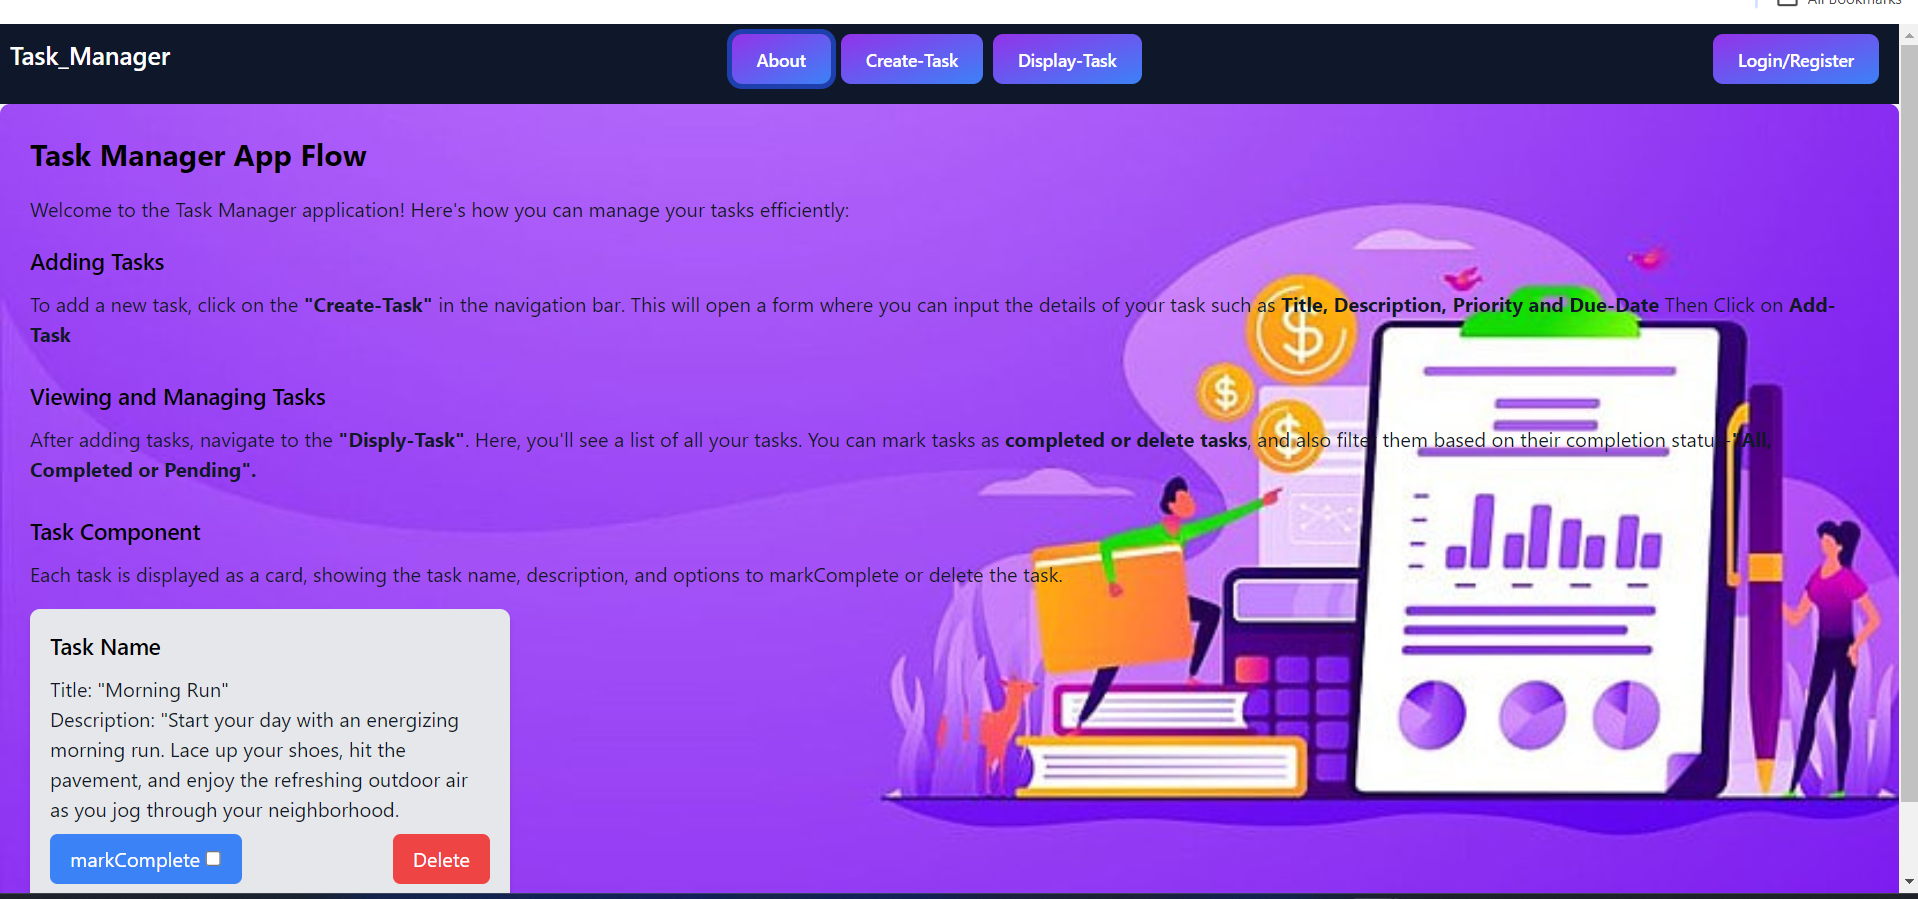 All Bookmarks
Task_Manager
About
Create-Task
Display-Task
Login/Register
Task Manager App Flow
Welcome to the Task Manager application! Here's how you can manage your tasks efficiently:
Adding Tasks
To add a new task, click on the "Create-Task" in the navigation bar. This will open a form where you can input the details of your task such as Title, Description, Priority and Due-Date Then Click on Add-
Task
Viewing and Managing Tasks
After adding tasks, navigate to the "Disply-Task". Here, you'll see a list of all your tasks. You can mark tasks as completed or delete tasks, and also filter them based on their completion status-"All,
Completed or Pending".
Task Component
Each task is displayed as a card, showing the task name, description, and options to markComplete or delete the task.
Task Name
Title: "Morning Run"
Description: "Start your day with an energizing
morning run. Lace up your shoes, hit the
pavement, and enjoy the refreshing outdoor air
as you jog through your neighborhood.
markComplete
Delete